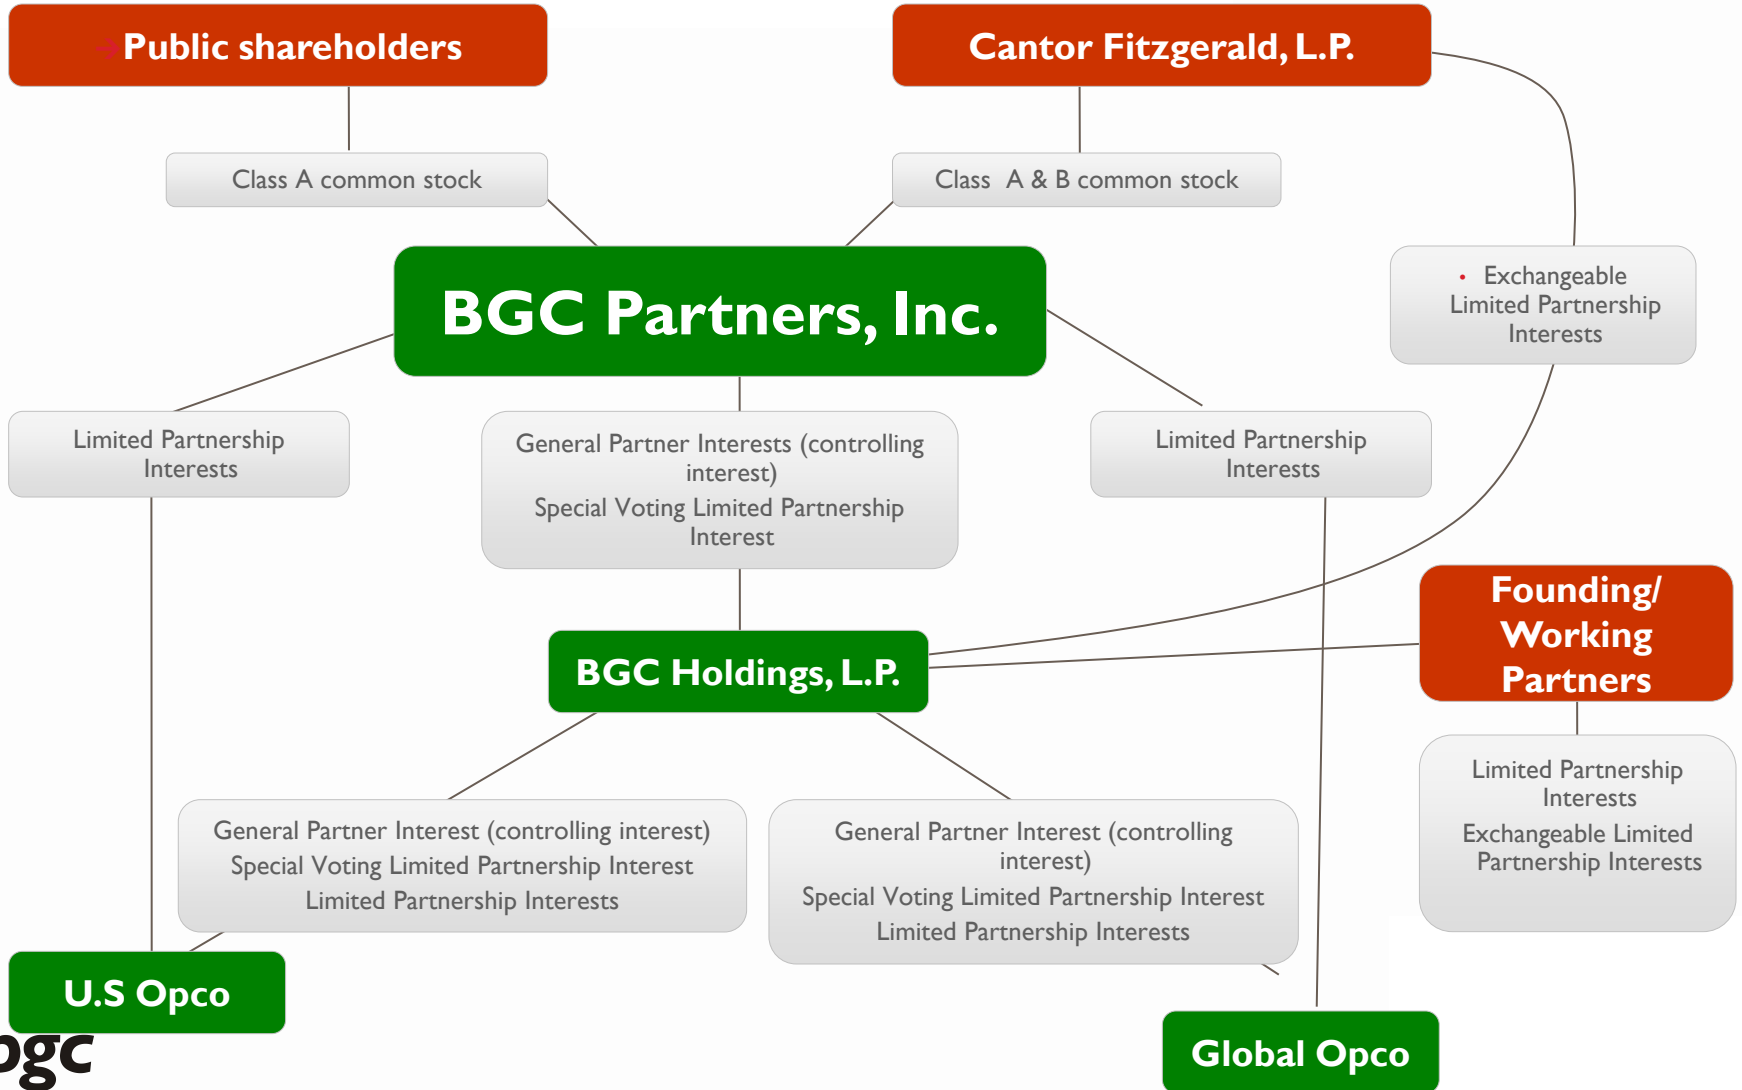 →Public shareholders
Cantor Fitzgerald, L.P.
Class A common stock
Class A & B common stock
BGC Partners, Inc.
• Exchangeable
Limited Partnership
Interests
Limited Partnership
Interests
General Partner Interests (controlling
interest)
Special Voting Limited Partnership
Interest
Limited Partnership
Interests
Founding/
Working
Partners
BGC Holdings, L.P.
Limited Partnership
Interests
Exchangeable Limited
Partnership Interests
General Partner Interest (controlling interest)
Special Voting Limited Partnership Interest
Limited Partnership Interests
General Partner Interest (controlling
interest)
Special Voting Limited Partnership Interest
Limited Partnership Interests
U.S Opco
bgc
Global Opco